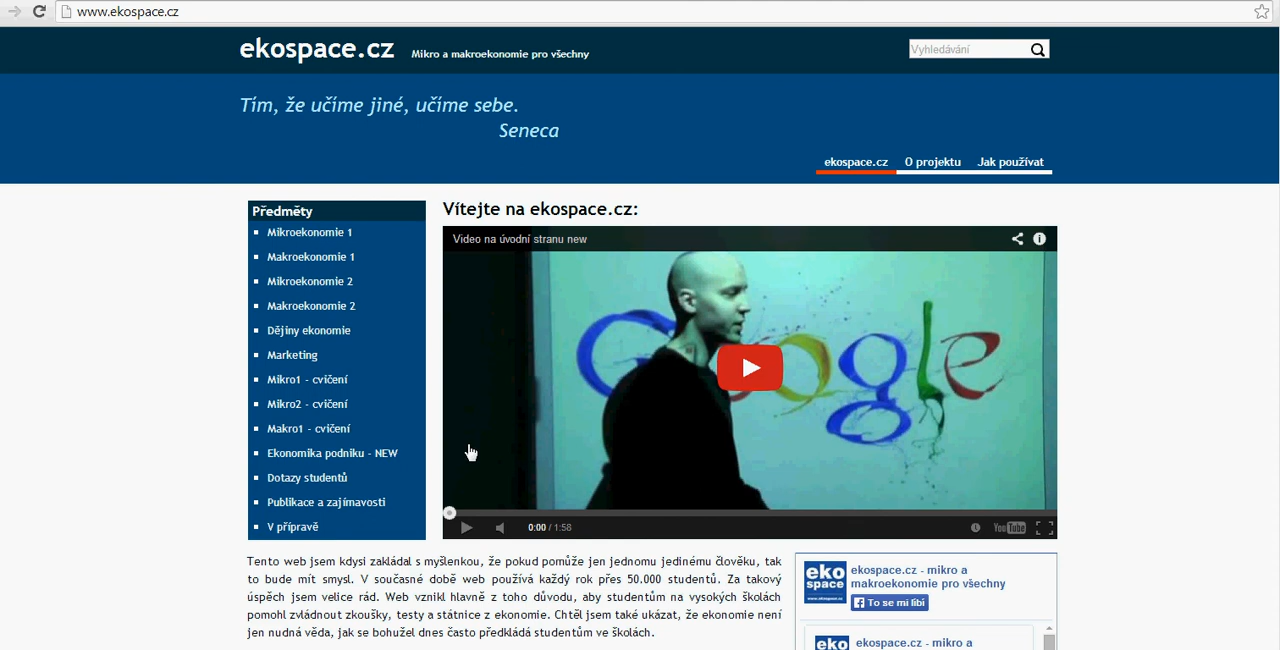 www.ekospace.cz
ekospace.cz Mikro a makroekonomie pro všechny
Vyhledávání
Tím, že učíme jiné, učíme sebe.
Seneca
ekospace.cz O projektu Jak používat
Předměty
Mikroekonomie 1
Makroekonomie 1
Mikroekonomie 2
Makroekonomie 2
Dějiny ekonomie
Marketing
Mikro1 - cvičení
Mikro2 - cvičení
Makro1 - cvičení
Ekonomika podniku - NEW
Dotazy studentů
Publikace a zajímavosti
V přípravě
Vítejte na ekospace.cz:
Video na úvodní stranu new
Google
0:00 / 1:58
YouTube
Tento web jsem kdysi zakládal s myšlenkou, že pokud pomůže jen jednomu jedinému člověku, tak
to bude mít smysl. V současné době web používá každý rok přes 50.000 studentů. Za takový
úspěch jsem velice rád. Web vznikl hlavně z toho důvodu, aby studentům na vysokých školách
pomohl zvládnout zkoušky, testy a státnice z ekonomie. Chtěl jsem také ukázat, že ekonomie není
jen nudná věda, jak se bohužel dnes často předkládá studentům ve školách.
eko
space
www.ekospace.cz
ekospace.cz - mikro a
makroekonomie pro všechny
To se mi líbí
eko
ekospace.cz - mikro a